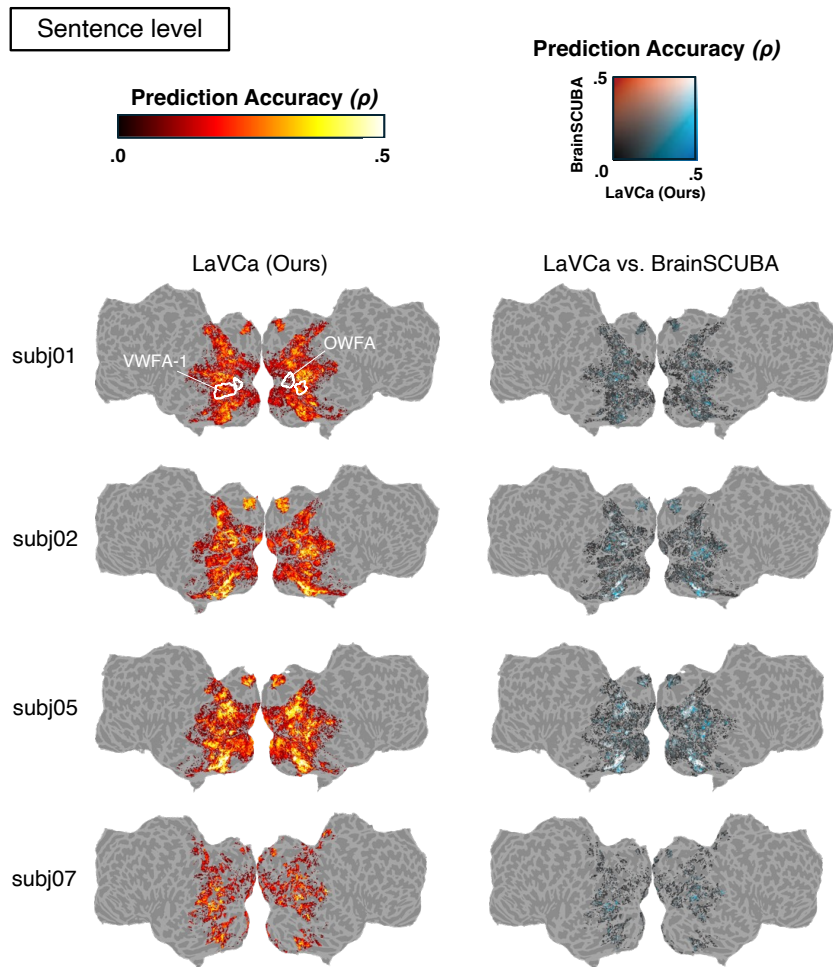 Sentence level
Prediction Accuracy (ρ)
.0
.5
Prediction Accuracy (ρ)
.5
BrainSCUBA
.0
.5
LaVCa (Ours)
LaVCa (Ours)
LaVCa vs. BrainSCUBA
subj01
VWFA-1
OWFA
subj02
subj05
subj07